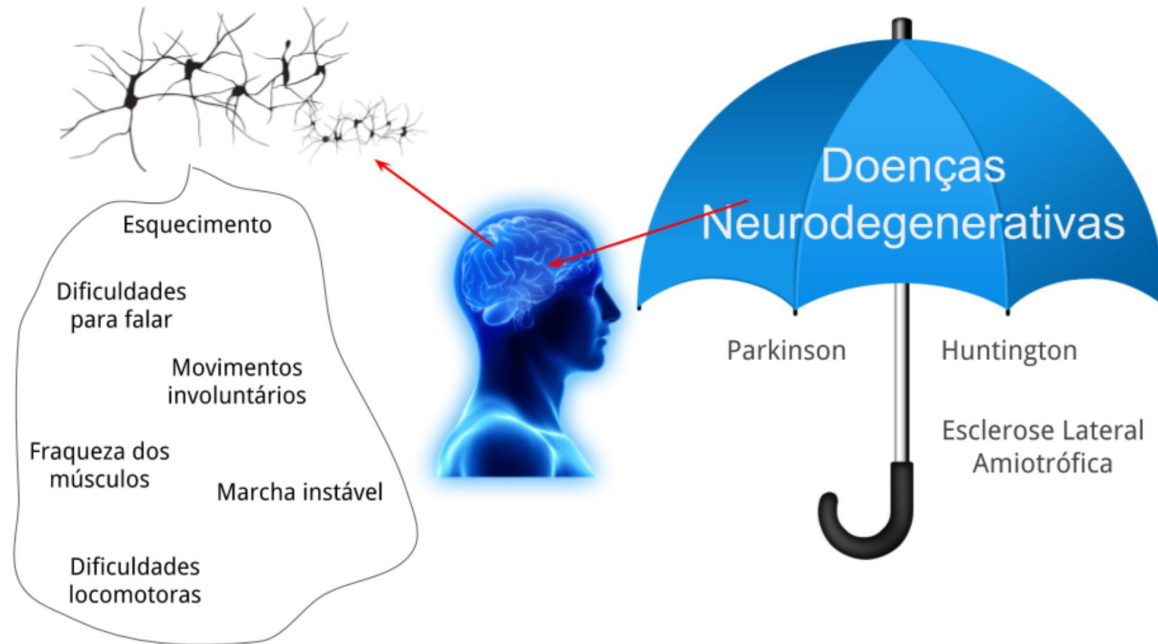 Esquecimento
Dificuldades
para falar
Movimentos
involuntários
Fraqueza dos
músculos
Marcha instável
Dificuldades
locomotoras
Doenças
Neurodegenerativas
Parkinson
Huntington
Esclerose Lateral
Amiotrófica